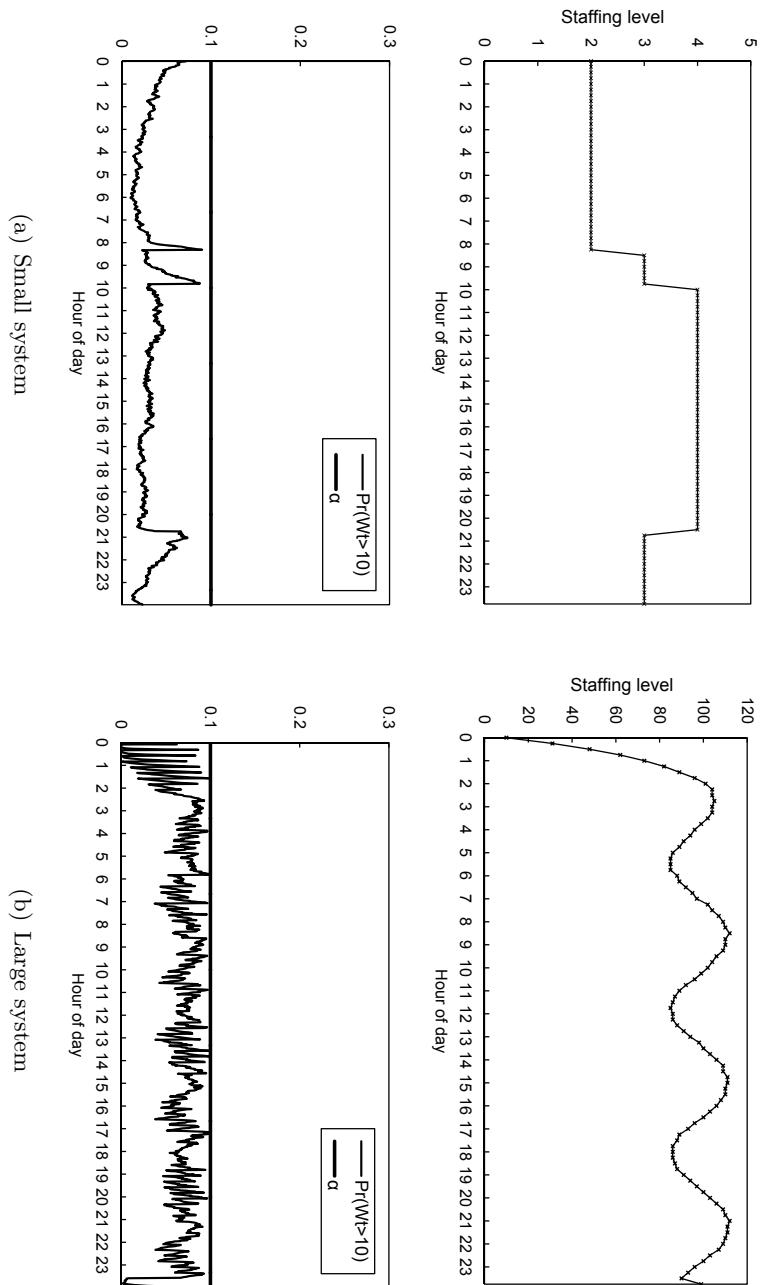 Staffing level
5
4
3
2
1
0
0 1 2 3 4 5 6 7 8 9 10 11 12 13 14 15 16 17 18 19 20 21 22 23
Hour of day
0.3
0.2
0.1
0
Pr(Wt>10)
α
0 1 2 3 4 5 6 7 8 9 10 11 12 13 14 15 16 17 18 19 20 21 22 23
Hour of day
(a) Small system
Staffing level
120
100
80
60
40
20
0
0 1 2 3 4 5 6 7 8 9 10 11 12 13 14 15 16 17 18 19 20 21 22 23
Hour of day
0.3
0.2
0.1
0
Pr(Wt>10)
α
0 1 2 3 4 5 6 7 8 9 10 11 12 13 14 15 16 17 18 19 20 21 22 23
Hour of day
(b) Large system